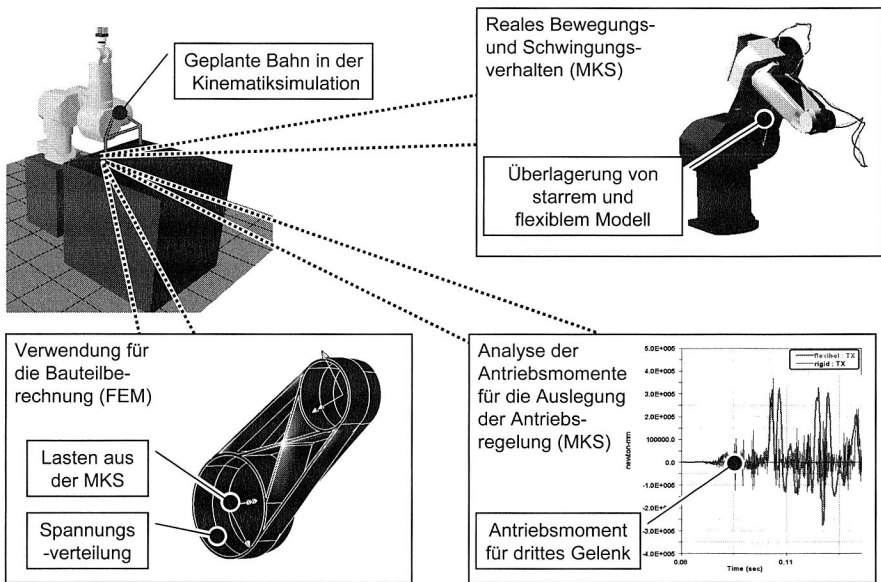 Geplante Bahn in der
Kinematiksimulation
Reales Bewegungs-
und Schwingungs-
verhalten (MKS)
Überlagerung von
starrem und
flexiblem Modell
Verwendung für
die Bauteilbe-
rechnung (FEM)
Lasten aus
der MKS
Spannungs
-verteilung
Analyse der
Antriebsmomente
für die Auslegung
der Antriebs-
regelung (MKS)
Antriebsmoment
für drittes Gelenk
5.0E+005
4.0E+005
3.0E+005
2.0E+005
100000.0
0.0
-1.0E+005
-2.0E+005
-3.0E+005
-4.0E+005
newton-mm
flexibel : TX
rigid : TX
0.08
0.11
Time (sec)